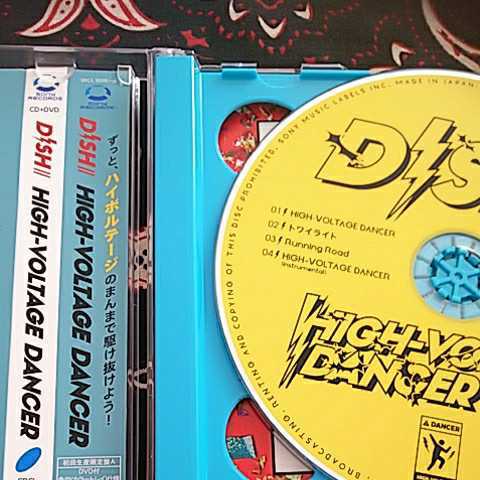 SONY RECORDS
CD+DVD
DISH//
HIGH-VOLTAGE DANCER
SONY RECORDS
DISH//
HIGH-VOLTAGE DANCER
ずっと、ハイボルテージのまんまで駆け抜けよう!
初回生産限定盤A
DVD付
BROADCASTING, RENTING AND COPYING OF THIS DISC PROHIBITED. SONY MUSIC LABELS INC. MADE IN JAPAN
DIS
01 HIGH-VOLTAGE DANCER
02 トワイライト
03 Running Road
04 HIGH-VOLTAGE DANCER
(Instrumental)
HIGH-VO
DANCER
DANCER